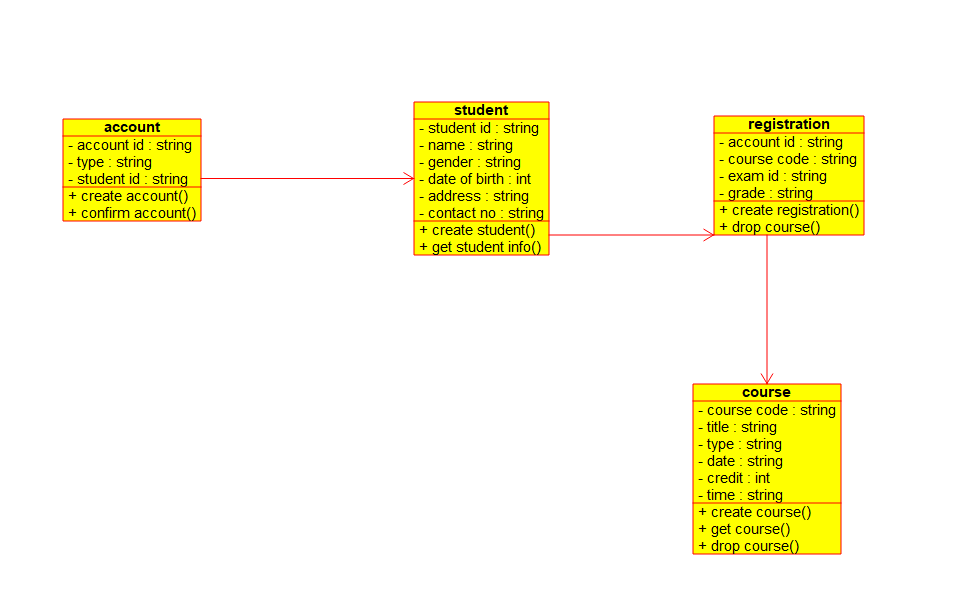 account
- account id : string
- type : string
- student id : string
+ create account()
+ confirm account()
student
- student id : string
- name : string
- gender : string
- date of birth : int
- address : string
- contact no : string
+ create student()
+ get student info()
registration
- account id : string
- course code : string
- exam id : string
- grade : string
+ create registration()
+ drop course()
course
- course code : string
- title : string
- type : string
- date : string
- credit : int
- time : string
+ create course()
+ get course()
+ drop course()